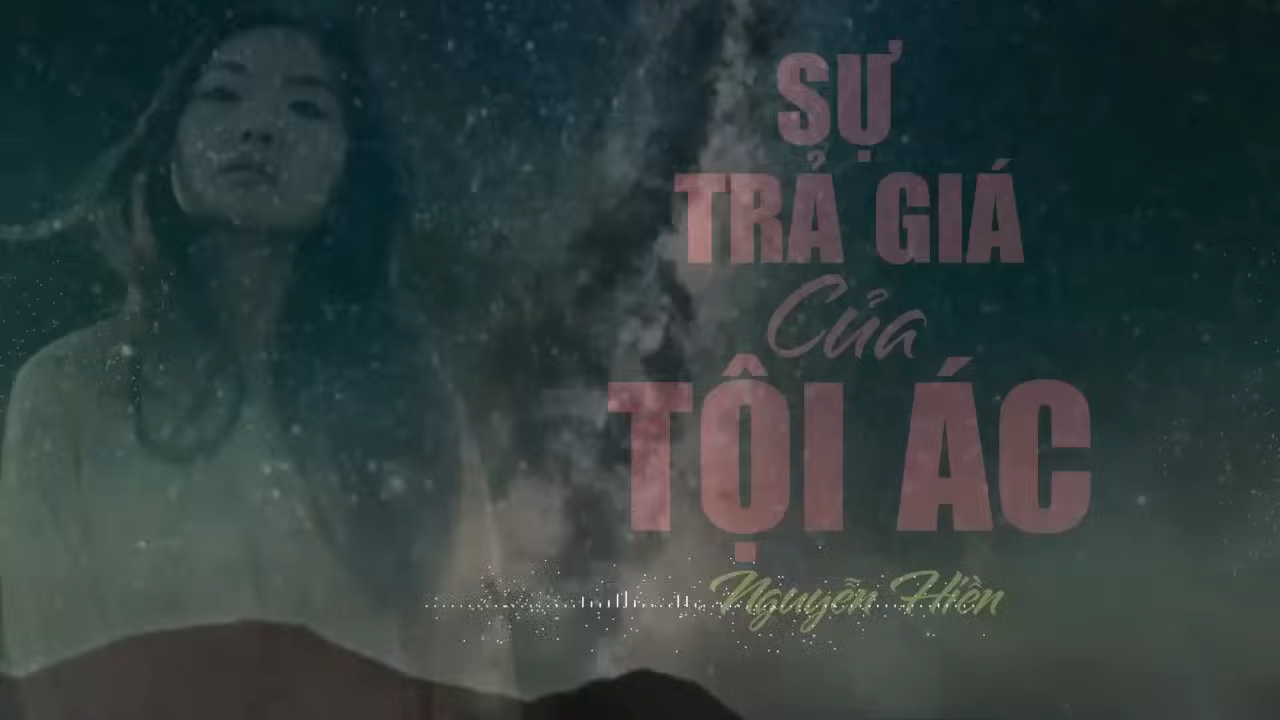 SỰ
TRẢ GIÁ
Của
TỘI ÁC
Nguyễn Hiền